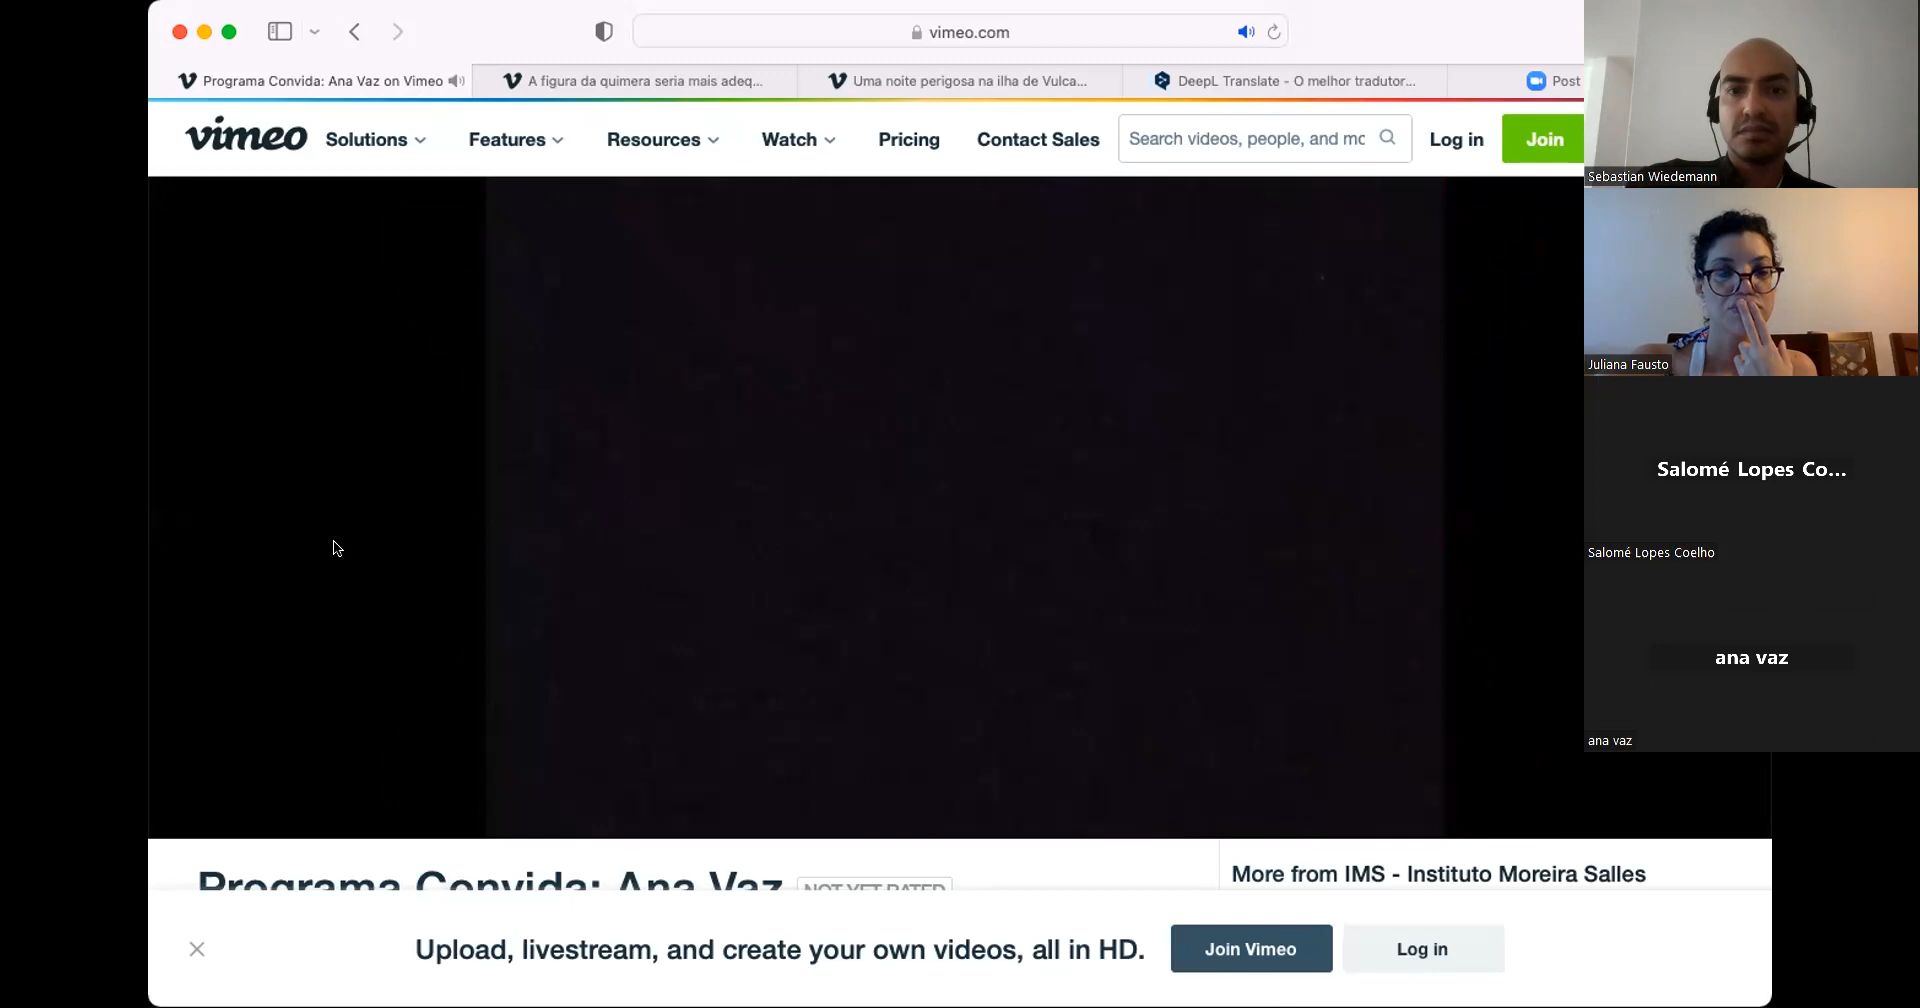 vimeo.com
Programa Convida: Ana Vaz on Vimeo
A figura da quimera seria mais adeq...
Uma noite perigosa na ilha de Vulca...
DeepL Translate - O melhor tradutor...
Post
vimeo
Solutions
Features
Resources
Watch
Pricing
Contact Sales
Search videos, people, and mc
Log in
Join
Sebastian Wiedemann
Juliana Fausto
Salomé Lopes Co...
Salomé Lopes Coelho
ana vaz
ana vaz
Programa Convida: Ana Vaz
NOT YET RATED
More from IMS - Instituto Moreira Salles
Upload, livestream, and create your own videos, all in HD.
Join Vimeo
Log in